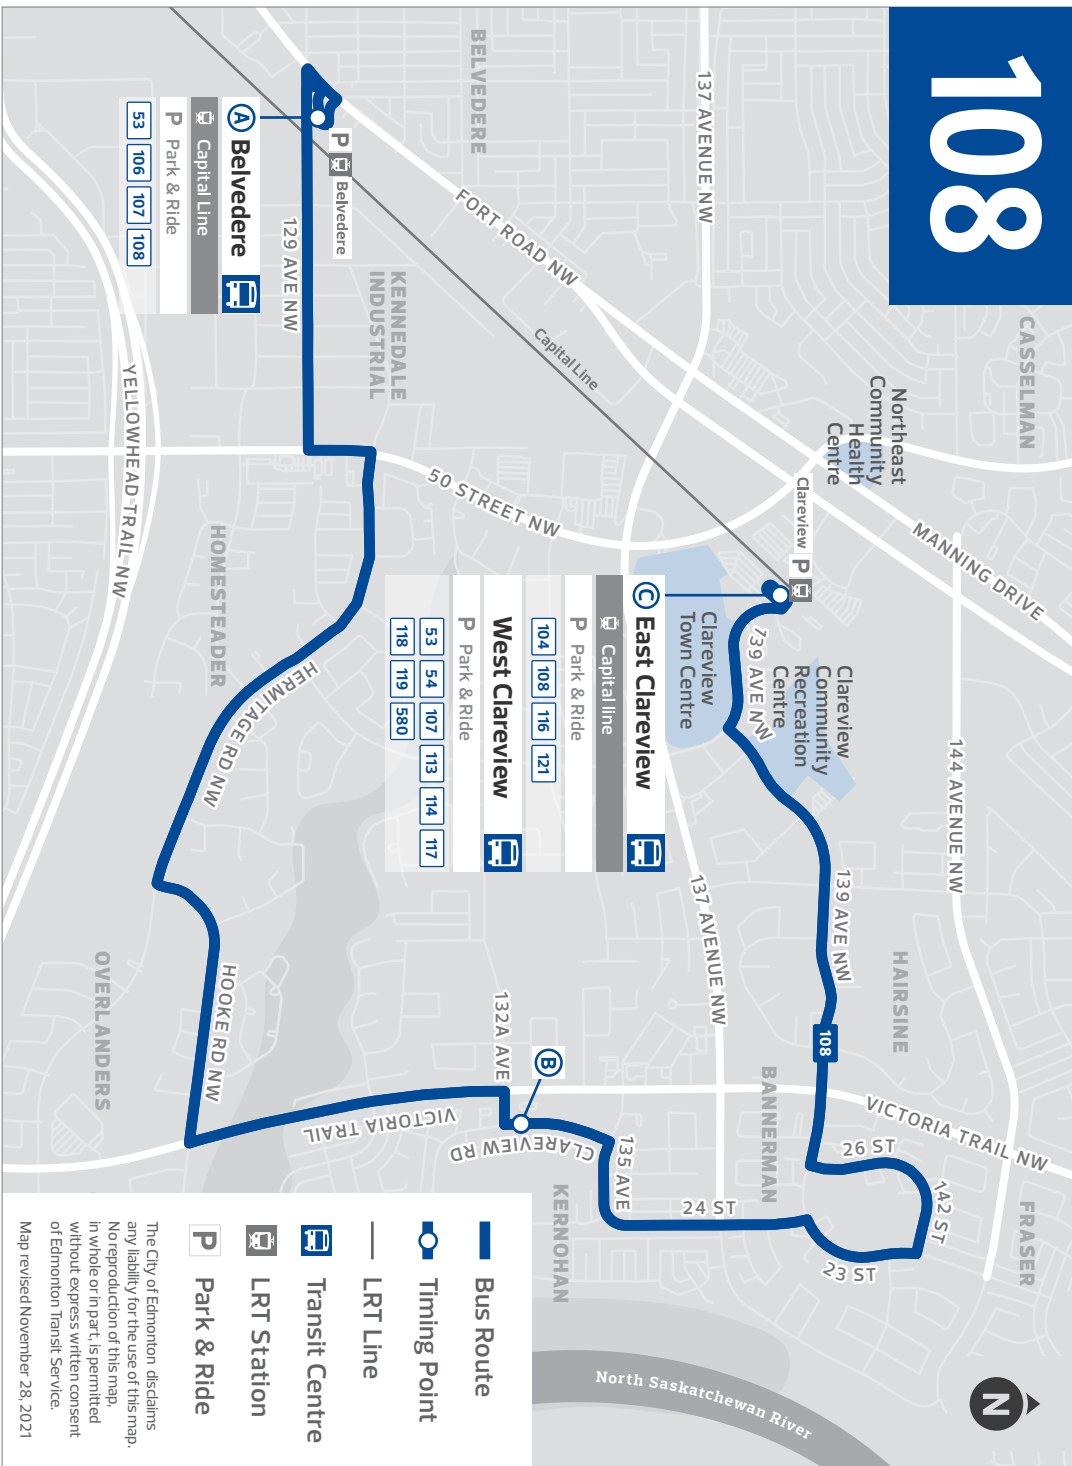 108
BELVEDERE
137 AVENUE NW
CASSELMAN
FORT ROAD NW
P
Belvedere
A Belvedere
Capital Line
P Park & Ride
53 106 107 108
129 AVE NW
KENNEDALE
INDUSTRIAL
Capital Line
YELLOWHEAD TRAIL NW
50 STREET NW
Northeast
Community
Health
Centre
Clareview P
MANNING DRIVE
HOMESTEADER
HERMITAGE RD NW
C East Clareview
Capital line
P Park & Ride
104 108 116 121
West Clareview
P Park & Ride
53 54 107 113 114 117
118 119 580
Clareview
Town Centre
139 AVE NW
Clareview
Community
Recreation
Centre
144 AVENUE NW
137 AVENUE NW
139 AVE NW
HAIRSINE
108
OVERLANDERS
HOOKE RD NW
132A AVE
B
VICTORIA TRAIL
CLAREVIEW RD
135 AVE
BANNERMAN
VICTORIA TRAIL NW
26 ST
142 ST
24 ST
23 ST
KERNOHAN
FRASER
North Saskatchewan River
N
Bus Route
Timing Point
LRT Line
Transit Centre
LRT Station
P Park & Ride
The City of Edmonton disclaims
any liability for the use of this map.
No reproduction of this map,
in whole or in part, is permitted
without express written consent
of Edmonton Transit Service.
Map revised November 28, 2021